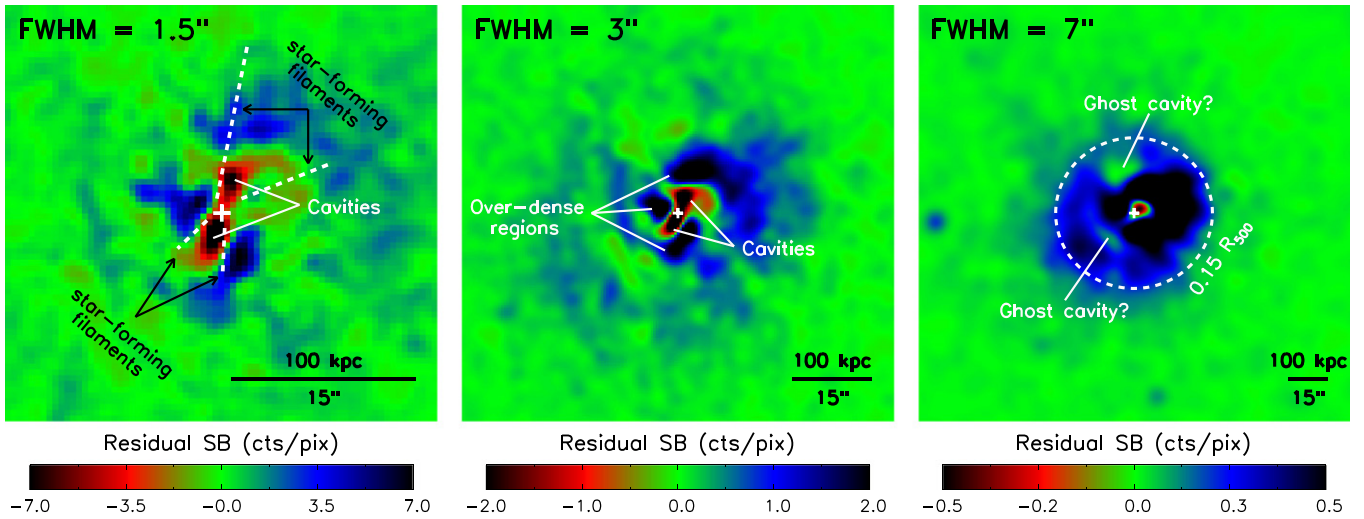 FWHM = 1.5"
star-forming
filaments
Cavities
star-forming
filaments
100 kpc
15"
Residual SB (cts/pix)
-7.0 -3.5 -0.0 3.5 7.0
FWHM = 3"
Over-dense
regions
Cavities
100 kpc
15"
Residual SB (cts/pix)
-2.0 -1.0 0.0 1.0 2.0
FWHM = 7"
Ghost cavity?
Ghost cavity?
0.15 R500
100 kpc
15"
Residual SB (cts/pix)
-0.5 -0.2 0.0 0.3 0.5